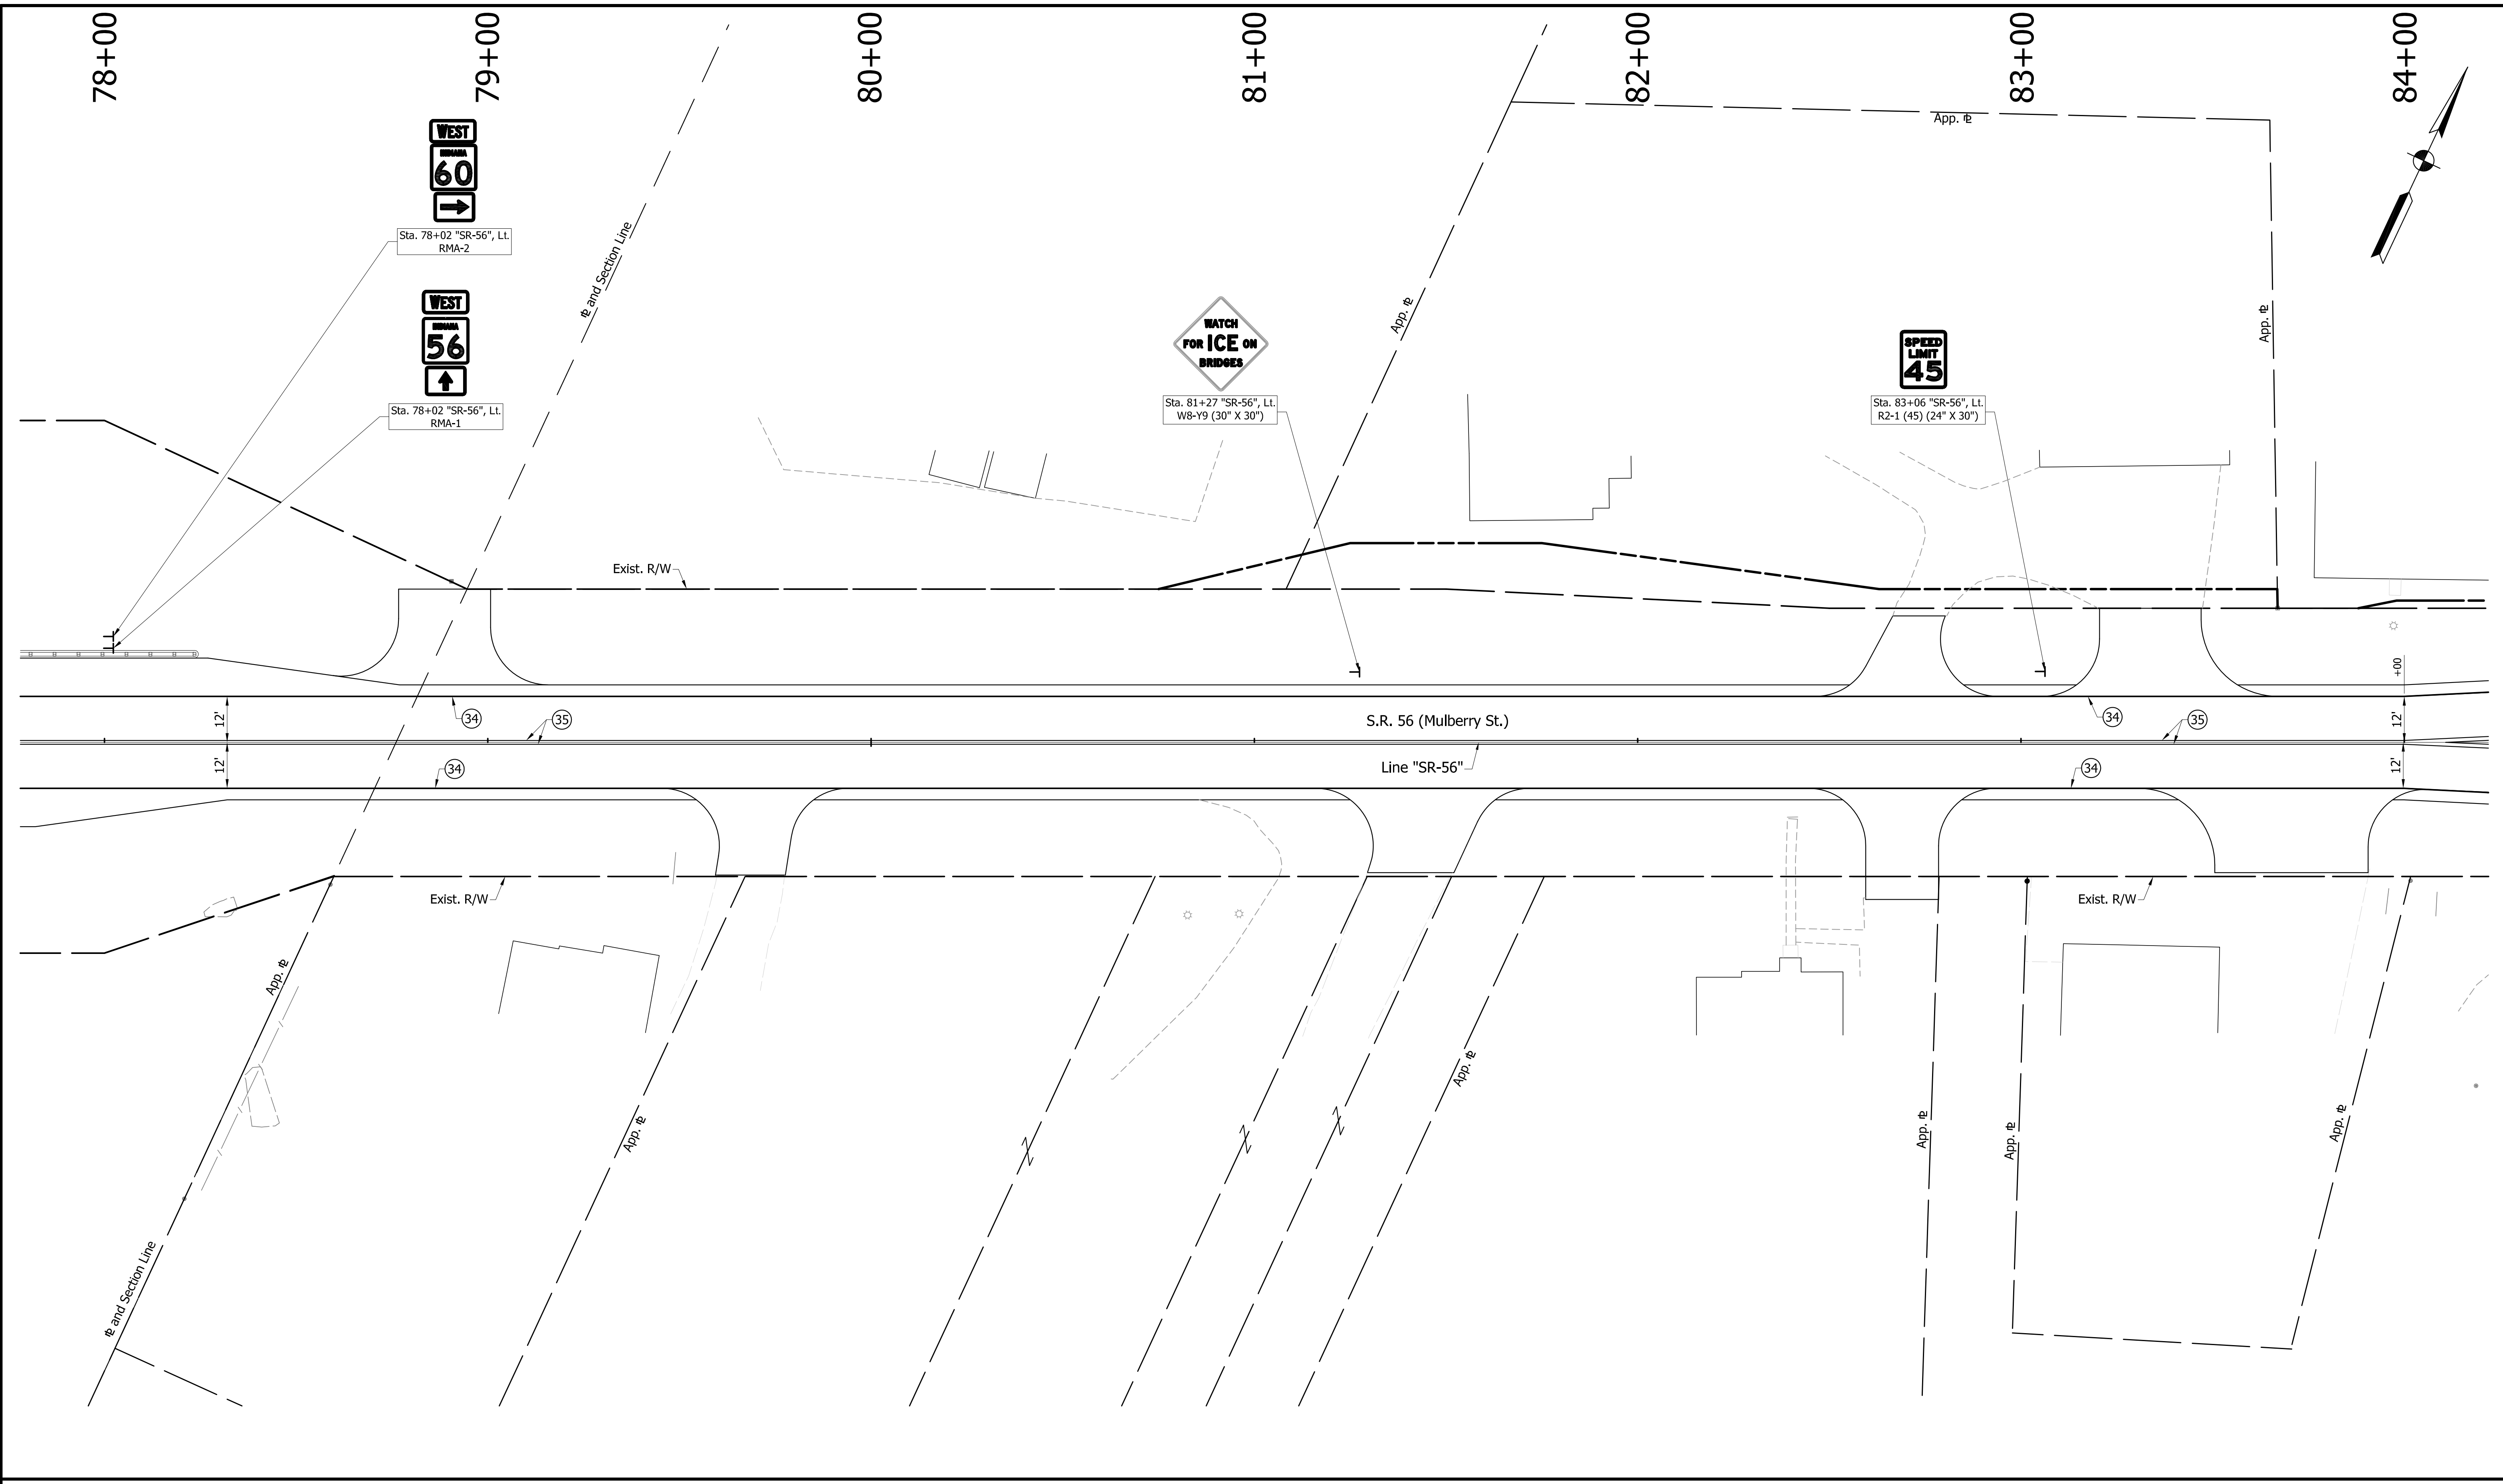 78+00
79+00
80+00
81+00
82+00
83+00
84+00
App. ⅊
WEST
INDIANA
60
Sta. 78+02 "SR-56", Lt.
RMA-2
⅊ and Section Line
WEST
INDIANA
56
Sta. 78+02 "SR-56", Lt.
RMA-1
WATCH
FOR ICE ON
BRIDGES
Sta. 81+27 "SR-56", Lt.
W8-Y9 (30" X 30")
App. ⅊
SPEED
LIMIT
45
Sta. 83+06 "SR-56", Lt.
R2-1 (45) (24" X 30")
App. ⅊
Exist. R/W
+00
12'
34
35
S.R. 56 (Mulberry St.)
34
35
12'
12'
34
Line "SR-56"
34
12'
Exist. R/W
Exist. R/W
App. ⅊
App. ⅊
App. ⅊
App. ⅊
App. ⅊
App. ⅊
⅊ and Section Line